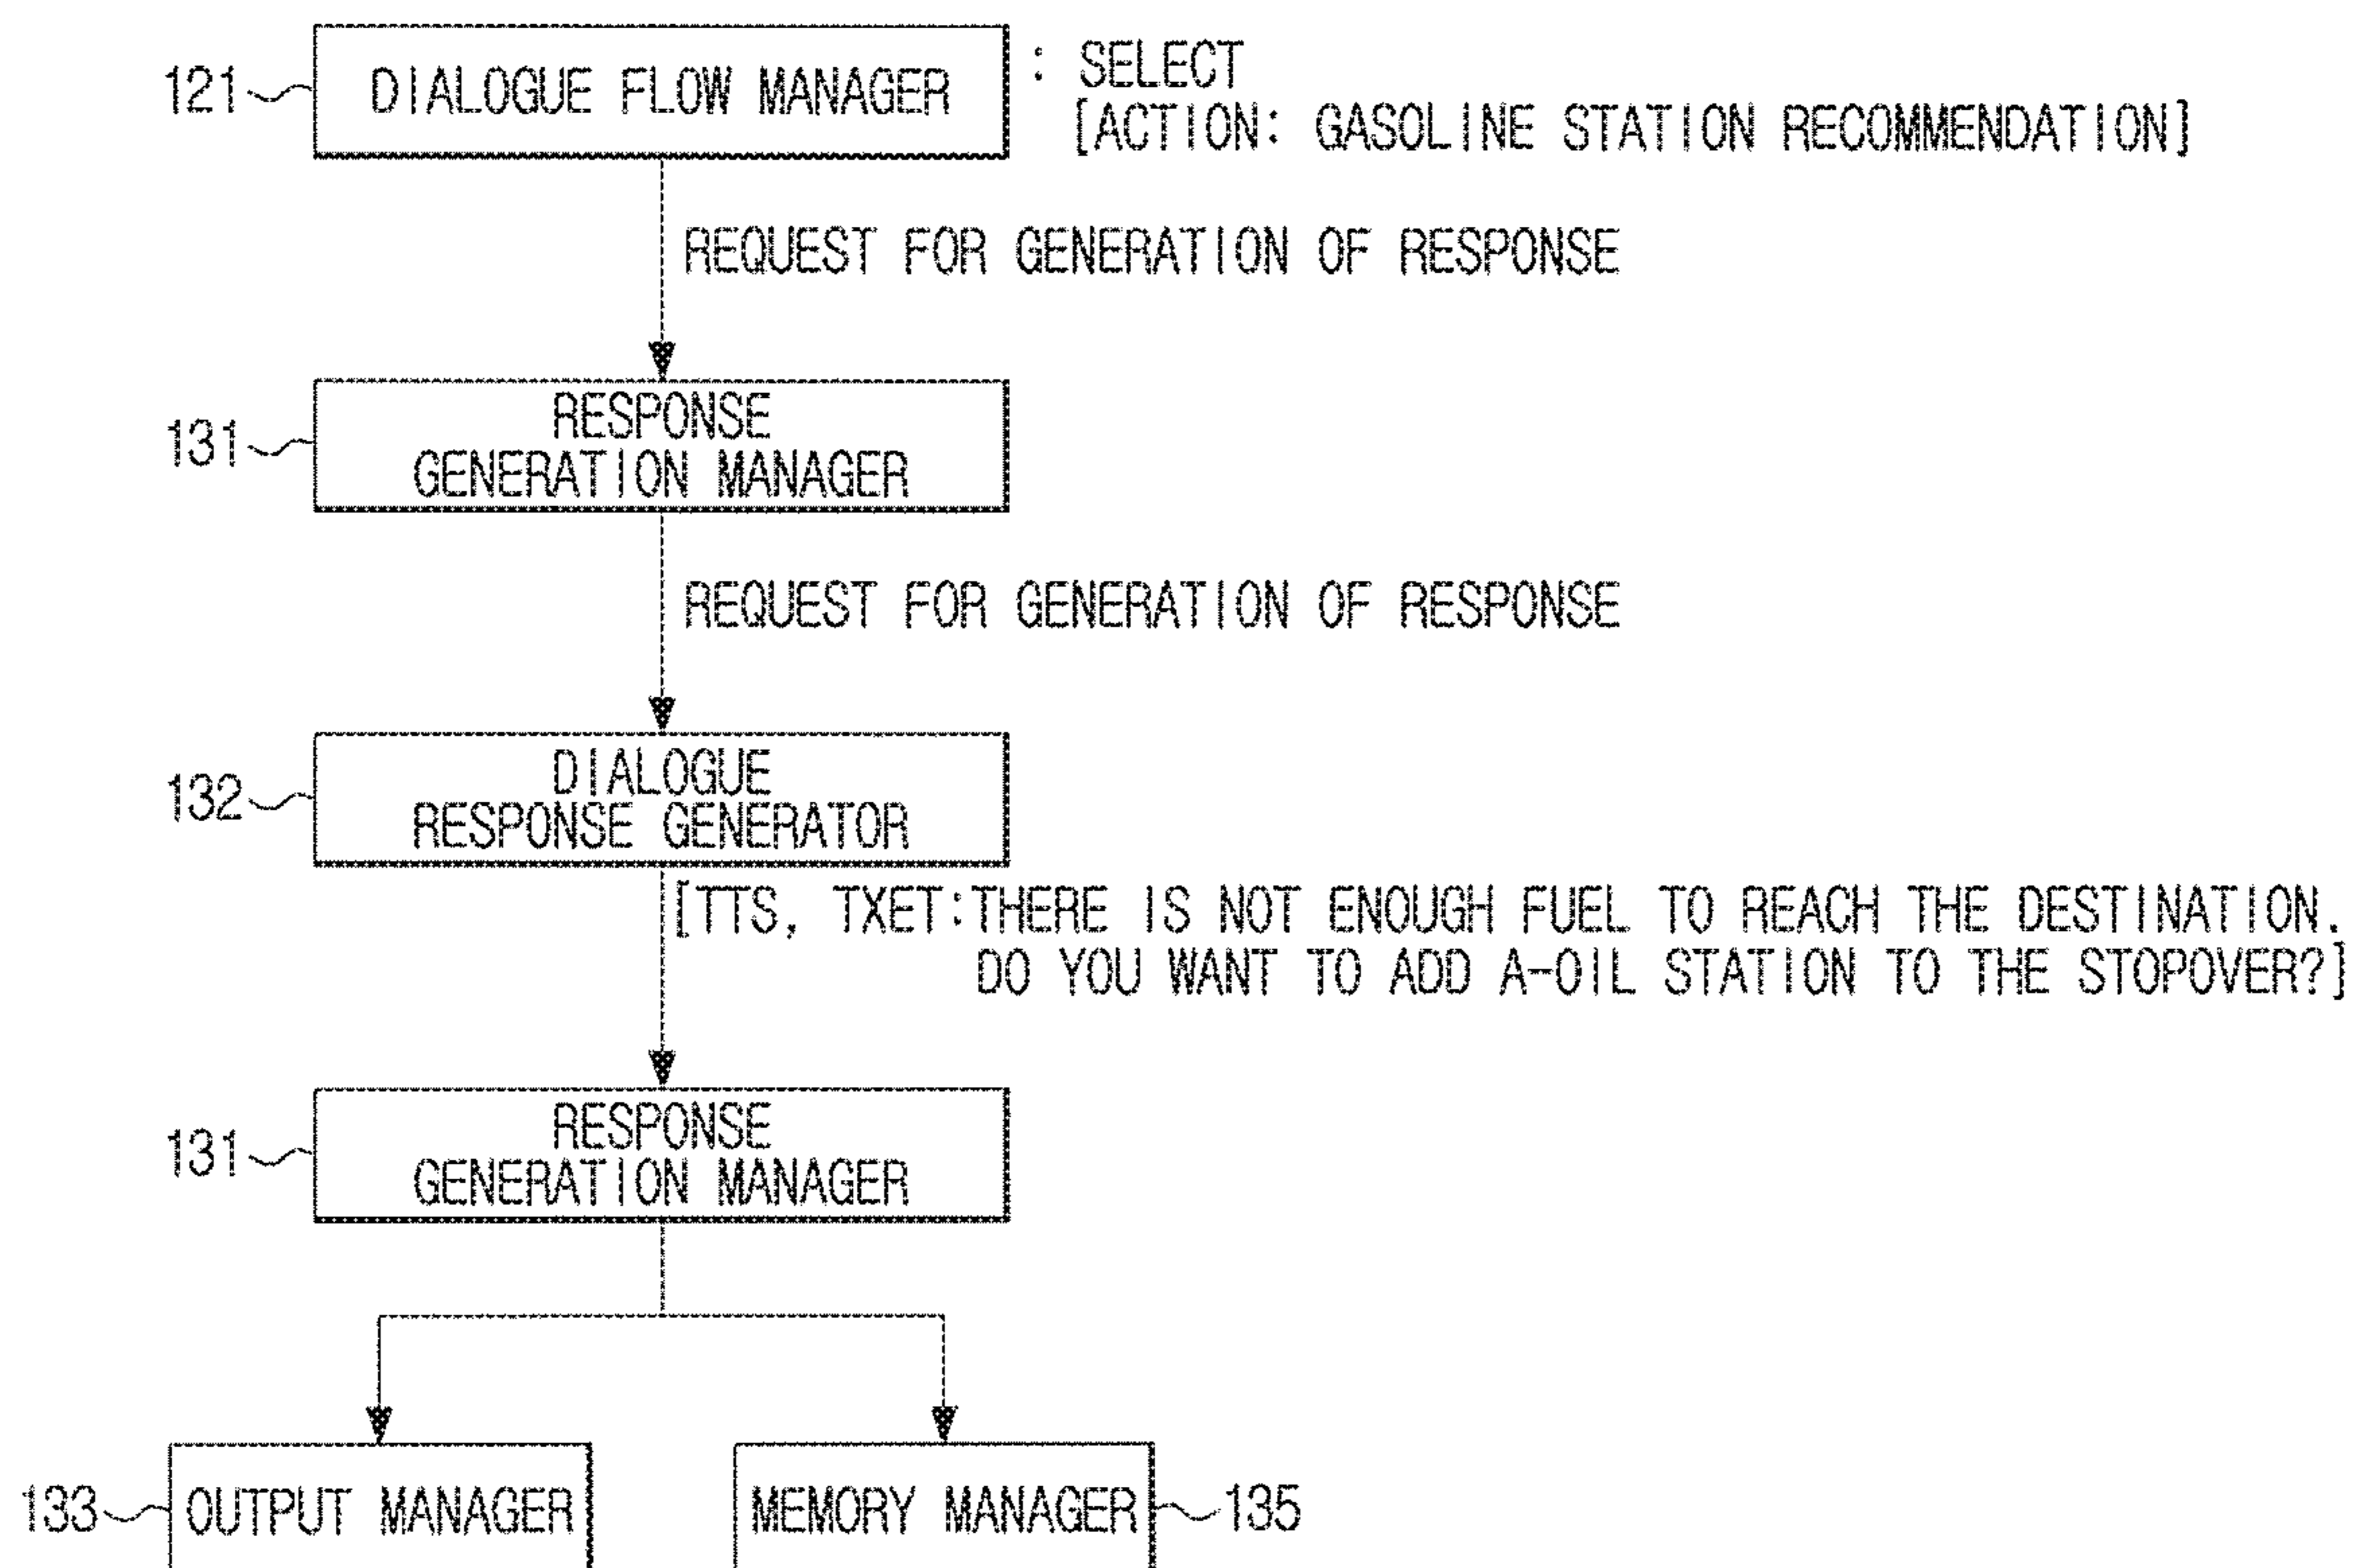 121
DIALOGUE FLOW MANAGER
: SELECT
[ACTION: GASOLINE STATION RECOMMENDATION]
REQUEST FOR GENERATION OF RESPONSE
131
RESPONSE
GENERATION MANAGER
REQUEST FOR GENERATION OF RESPONSE
132
DIALOGUE
RESPONSE GENERATOR
[TTS, TXET:THERE IS NOT ENOUGH FUEL TO REACH THE DESTINATION.
DO YOU WANT TO ADD A-OIL STATION TO THE STOPOVER?]
131
RESPONSE
GENERATION MANAGER
133
OUTPUT MANAGER
MEMORY MANAGER
135